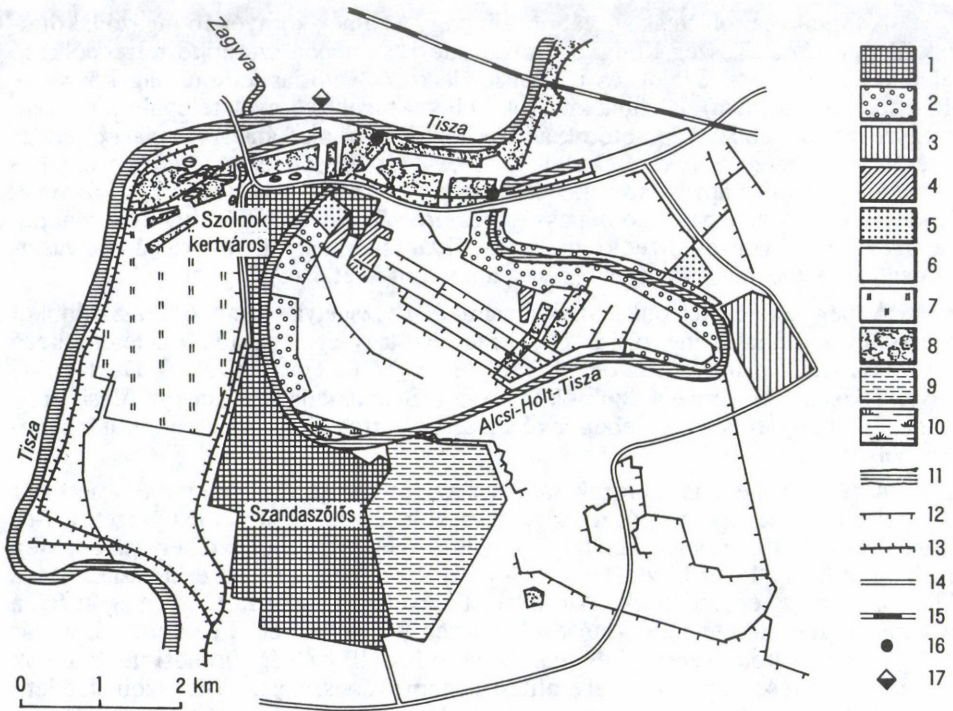 Zagyva
Tisza
Szolnok
kertváros
Alcsi-Holt-Tisza
Tisza
Szandaszőlős
0 1 2 km
1
2
3
4
5
6
7
8
9
10
11
12
13
14
15
16
17